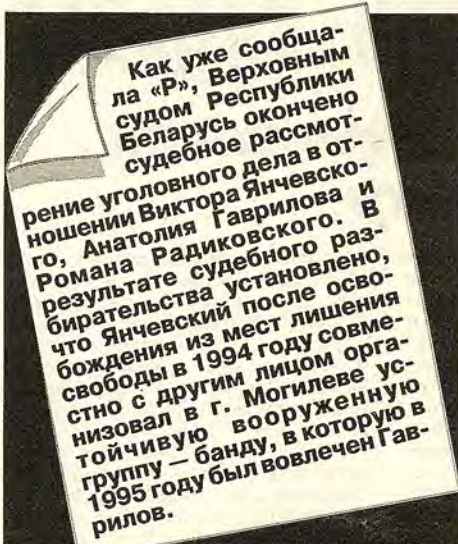 Как уже сообща-
ла «Р», Верховным
судом Республики
Беларусь окончено
судебное рассмот-
рение уголовного дела в от-
ношении Виктора Янчевско-
го, Анатолия Гаврилова и
Романа Радиковского. В
результате судебного раз-
бирательства установлено,
что Янчевский после осво-
бождения из мест лишения
свободы в 1994 году совме-
стно с другим лицом орга-
низовал в г. Могилеве ус-
тойчивую вооруженную
группу — банду, в которую в
1995 году был вовлечен Гав-
рилов.